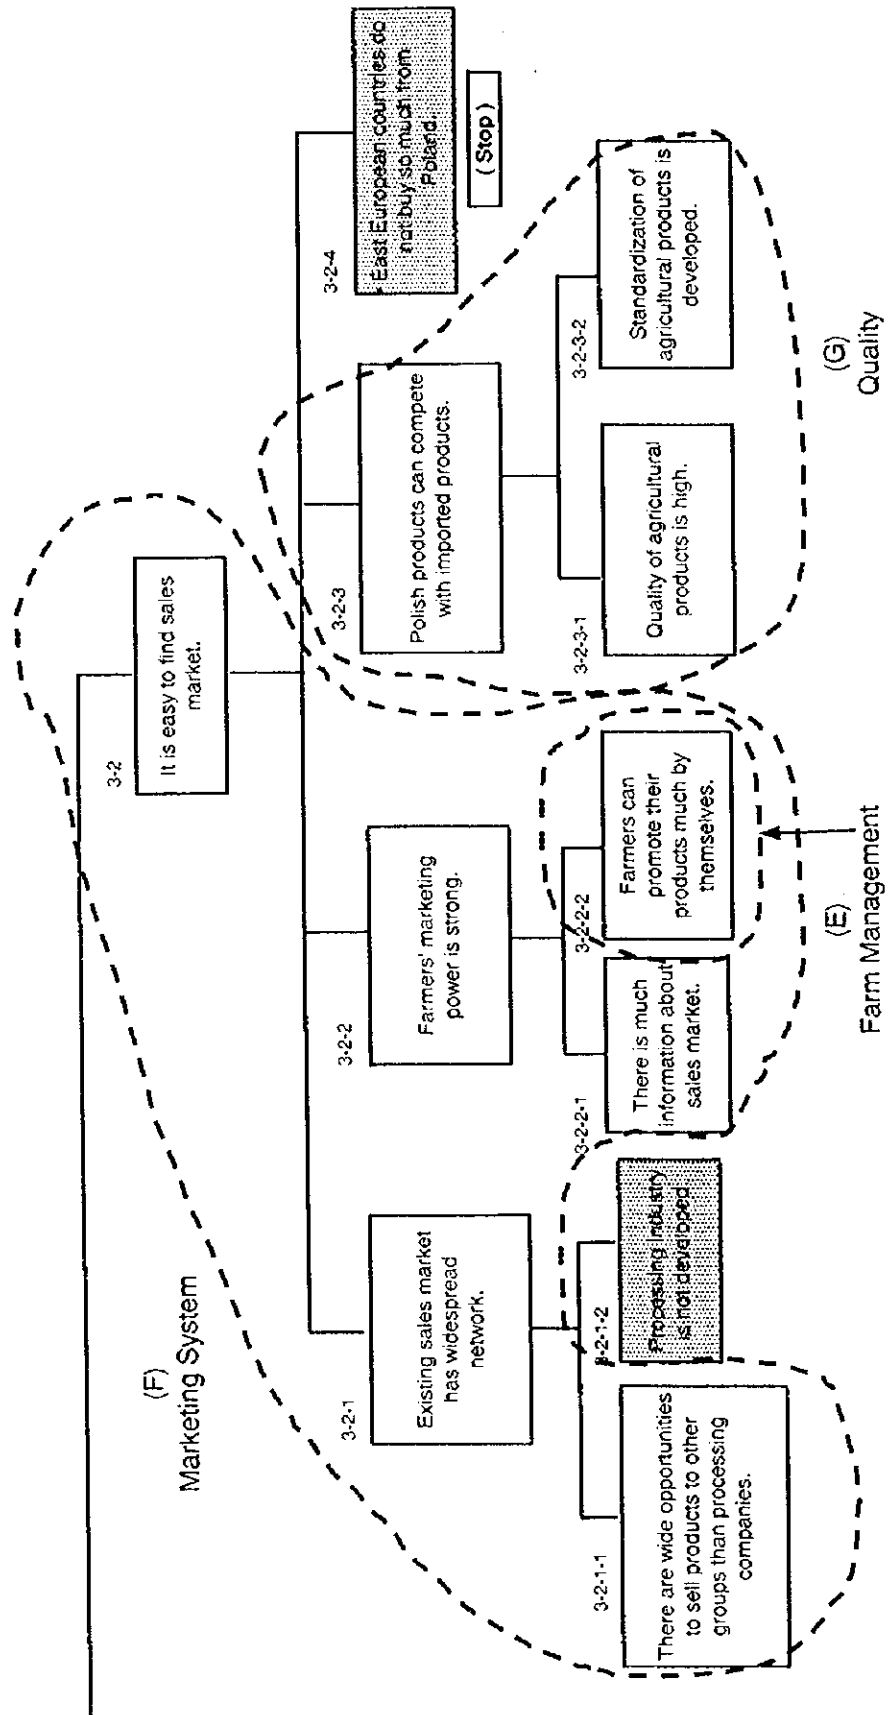 (F)
Marketing System
3-2
It is easy to find sales
market.
3-2-1
Existing sales market
has widespread
network.
3-2-2
Farmers' marketing
power is strong.
3-2-3
Polish products can compete
with imported products.
3-2-4
East European countries do
not buy so much from
Poland.
( Stop )
3-2-1-1
There are wide opportunities
to sell products to other
groups than processing
companies.
3-2-1-2
Processing industry
is not developed.
3-2-2-1
There is much
information about
sales market.
3-2-2-2
Farmers can
promote their
products much by
themselves.
3-2-3-1
Quality of agricultural
products is high.
3-2-3-2
Standardization of
agricultural products is
developed.
(E)
Farm Management
(G)
Quality